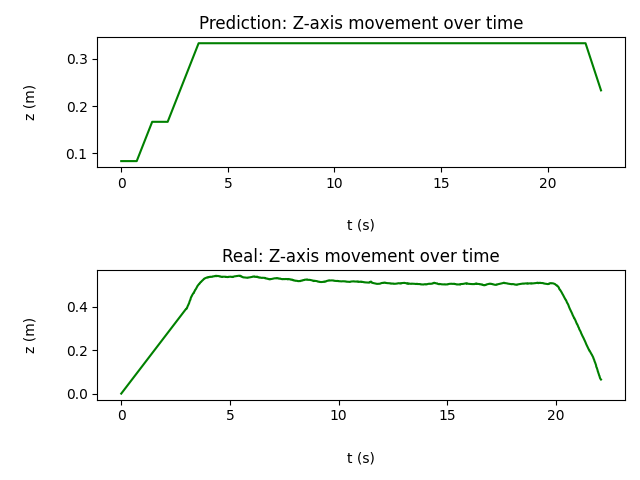 Prediction: Z-axis movement over time
0.3
0.2
0.1
z (m)
0 5 10 15 20
t (s)
Real: Z-axis movement over time
0.4
0.2
0.0
z (m)
0 5 10 15 20
t (s)